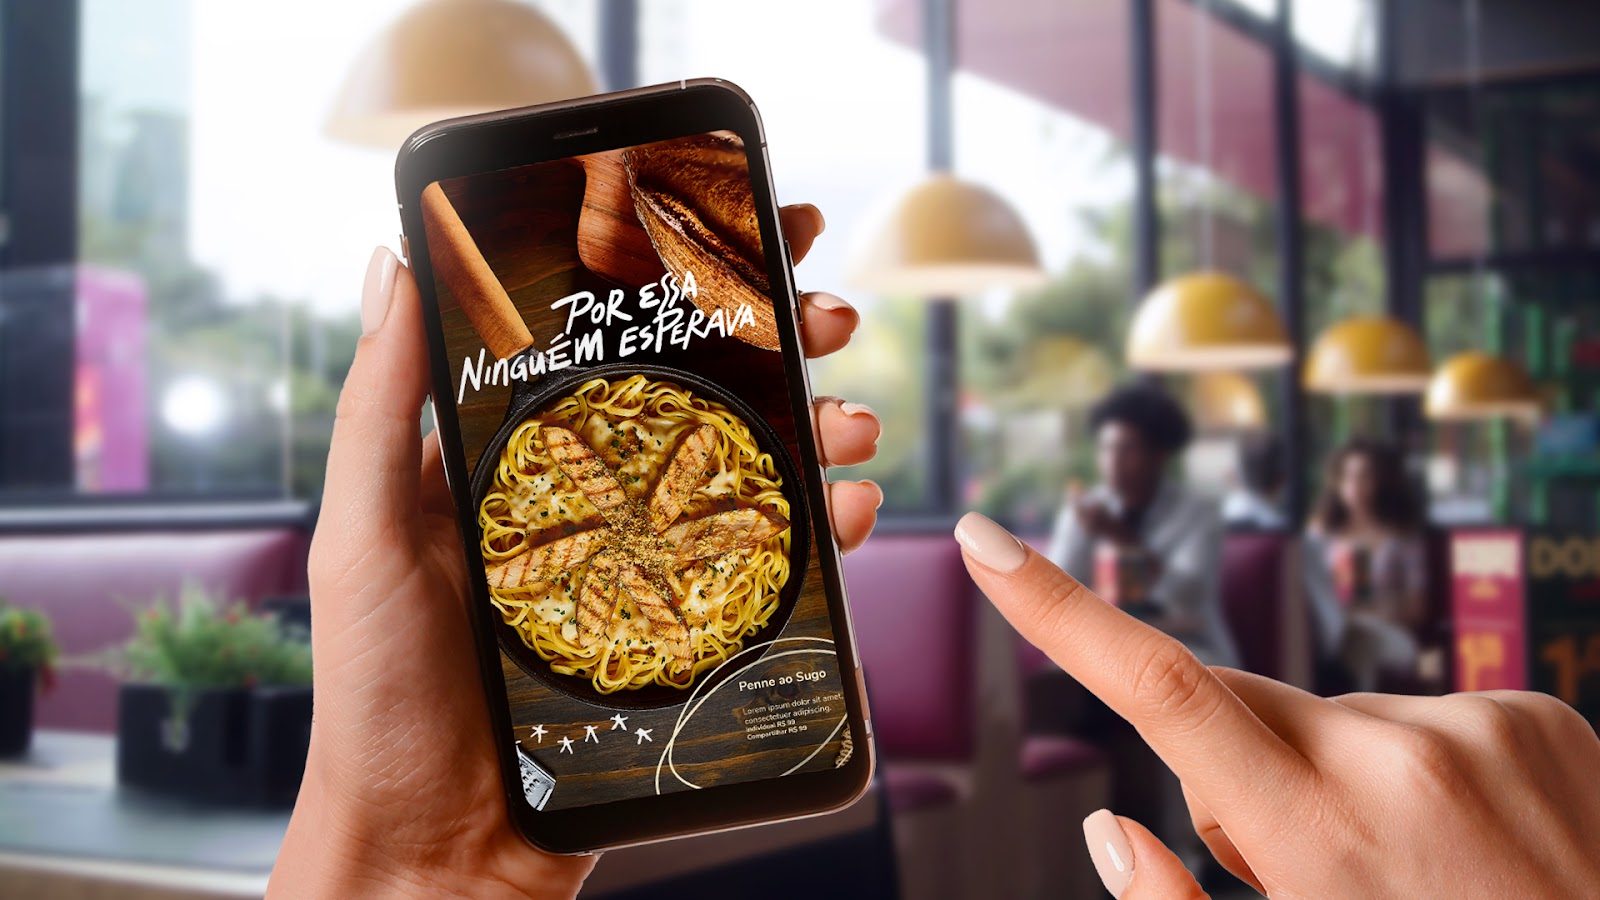 POR ESSA
NINGUÉM ESPERAVA
Penne ao Sugo
Lorem ipsum dolor sit amet,
consectetuer adipiscing.
Individual R$ 99
Compartilhar R$ 99